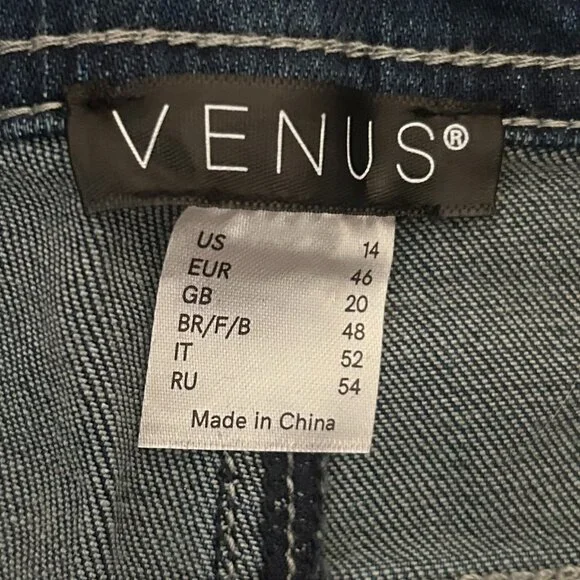 VENUS®
US 14
EUR 46
GB 20
BR/F/B 48
IT 52
RU 54
Made in China